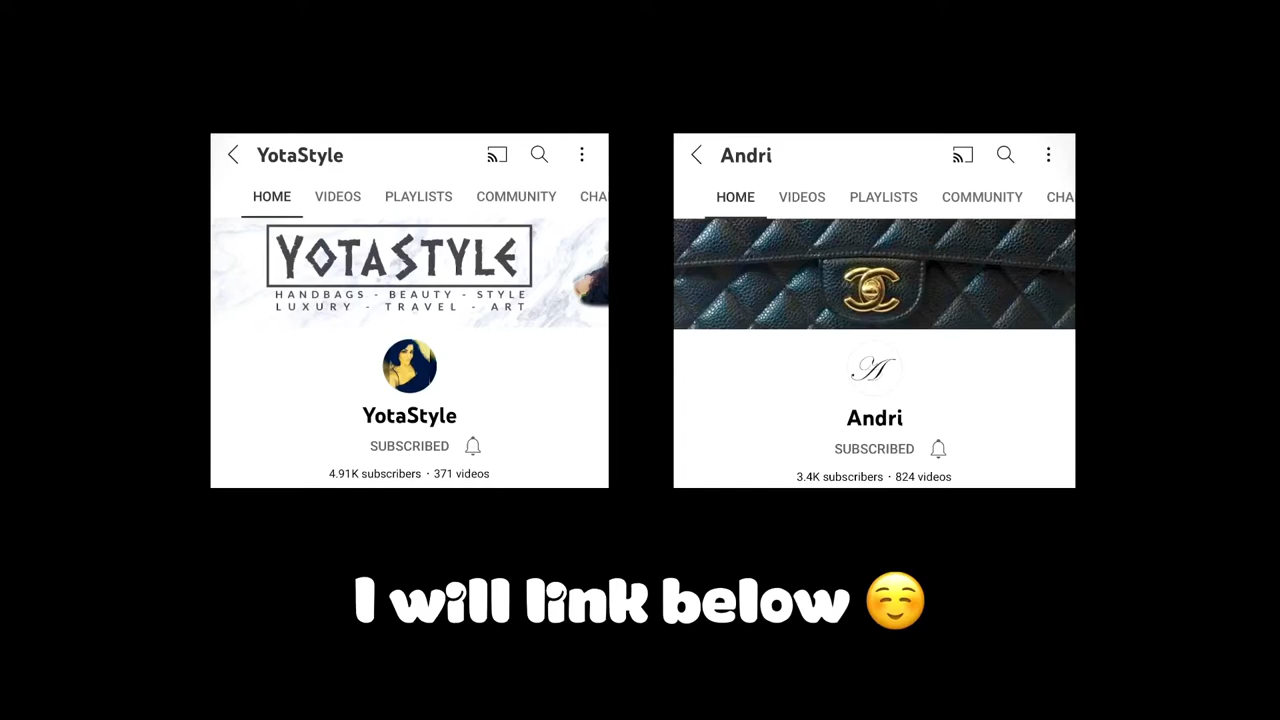 YotaStyle
HOME VIDEOS PLAYLISTS COMMUNITY CHA
YOTASTYLE
HANDBAGS - BEAUTY - STYLE
LUXURY - TRAVEL - ART
YotaStyle
SUBSCRIBED
4.91K subscribers · 371 videos
Andri
HOME VIDEOS PLAYLISTS COMMUNITY CHA
A
Andri
SUBSCRIBED
3.4K subscribers · 824 videos
I will link below ☺️